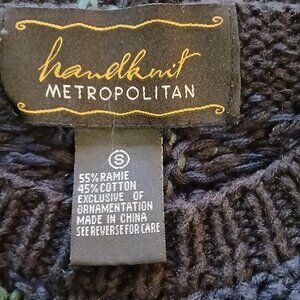 handknit
METROPOLITAN
S
55% RAMIE
45% COTTON
EXCLUSIVE OF
ORNAMENTATION
MADE IN CHINA
SEE REVERSE FOR CARE